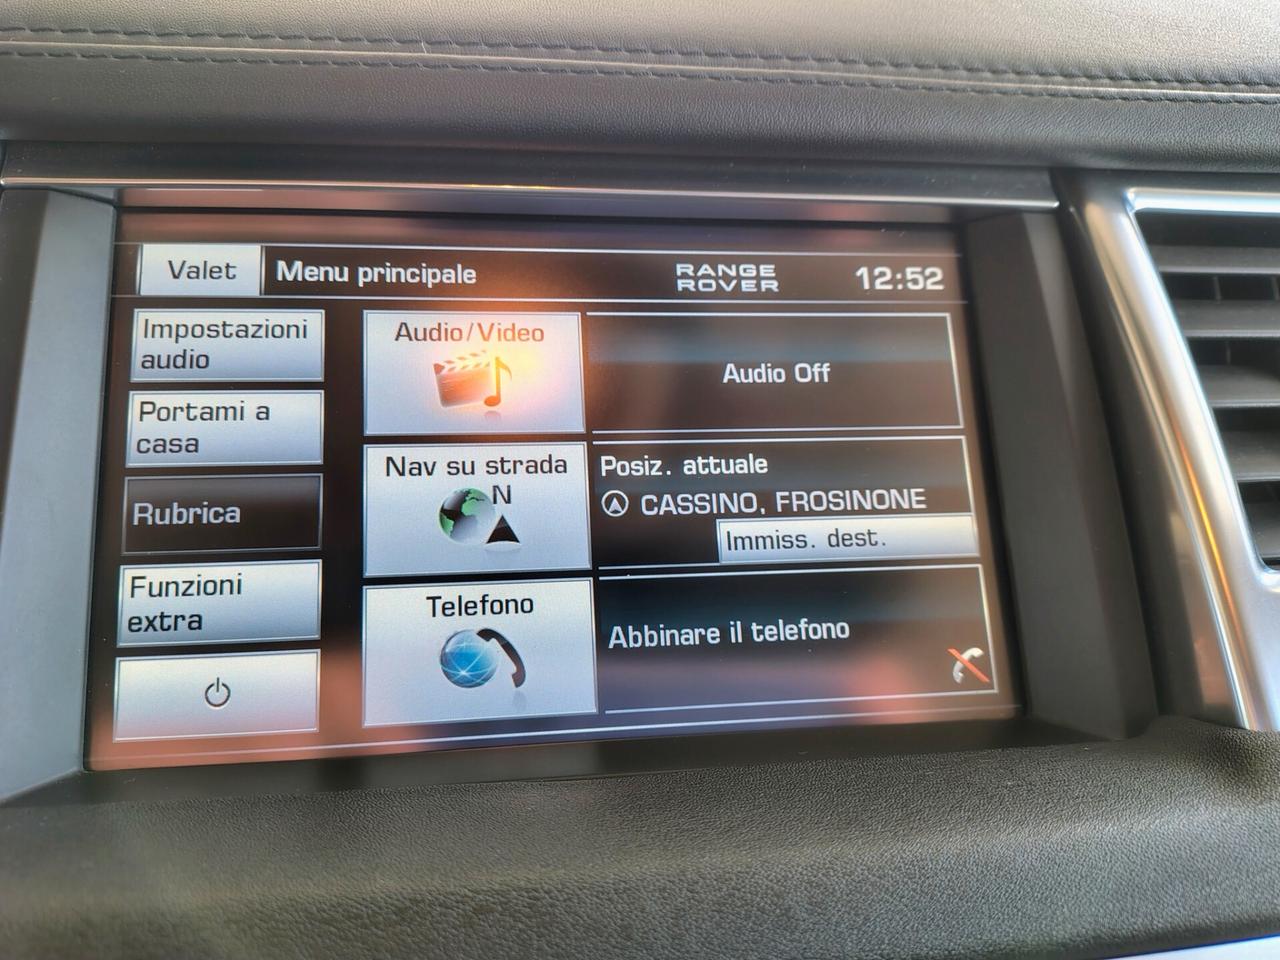 Valet
Menu principale
RANGE
ROVER
12:52
Impostazioni
audio
Portami a
casa
Rubrica
Funzioni
extra
Audio/Video
Audio Off
Nav su strada
N
Posiz. attuale
CASSINO, FROSINONE
Immiss. dest.
Telefono
Abbinare il telefono